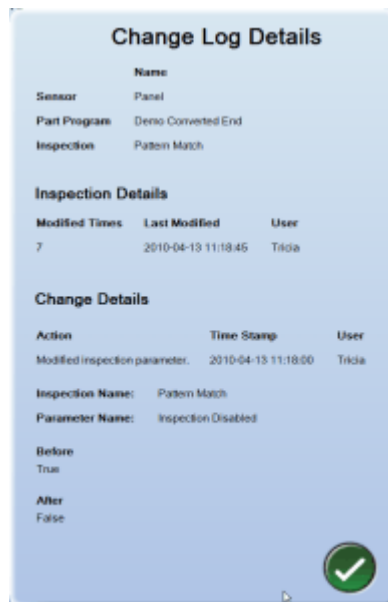 Change Log Details
Name
Sensor Panel
Part Program Demo Converted End
Inspection Pattern Match
Inspection Details
Modified Times Last Modified User
7 2010-04-13 11:18:45 Tricia
Change Details
Action Time Stamp User
Modified inspection parameter. 2010-04-13 11:18:00 Tricia
Inspection Name: Pattern Match
Parameter Name: Inspection Disabled
Before
True
After
False